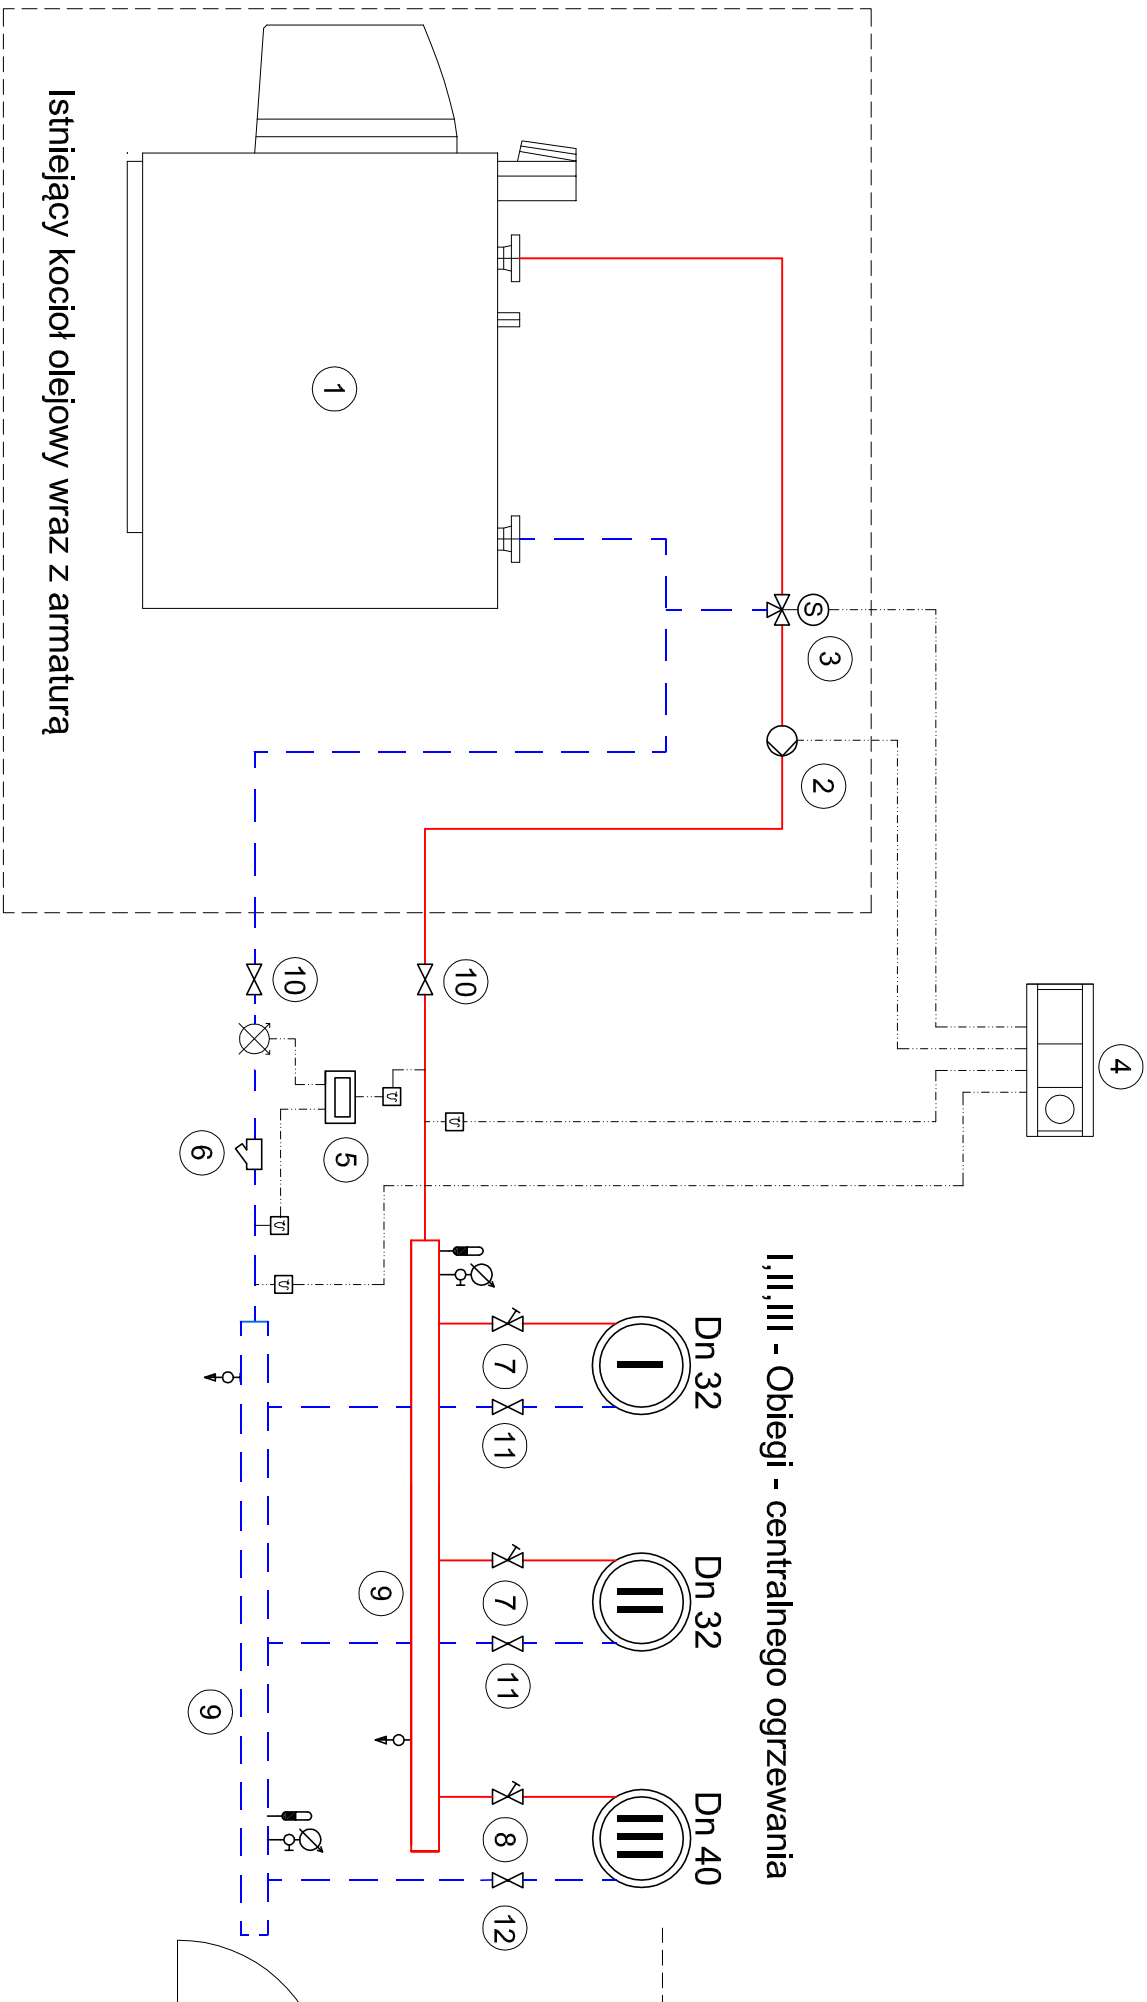 4
S
3
2
I,II,III - Obiegi - centralnego ogrzewania
Dn 32
Dn 32
Dn 40
I
II
III
7
11
7
11
8
12
10
9
1
5
10
6
9
Istniejący kocioł olejowy wraz z armaturą